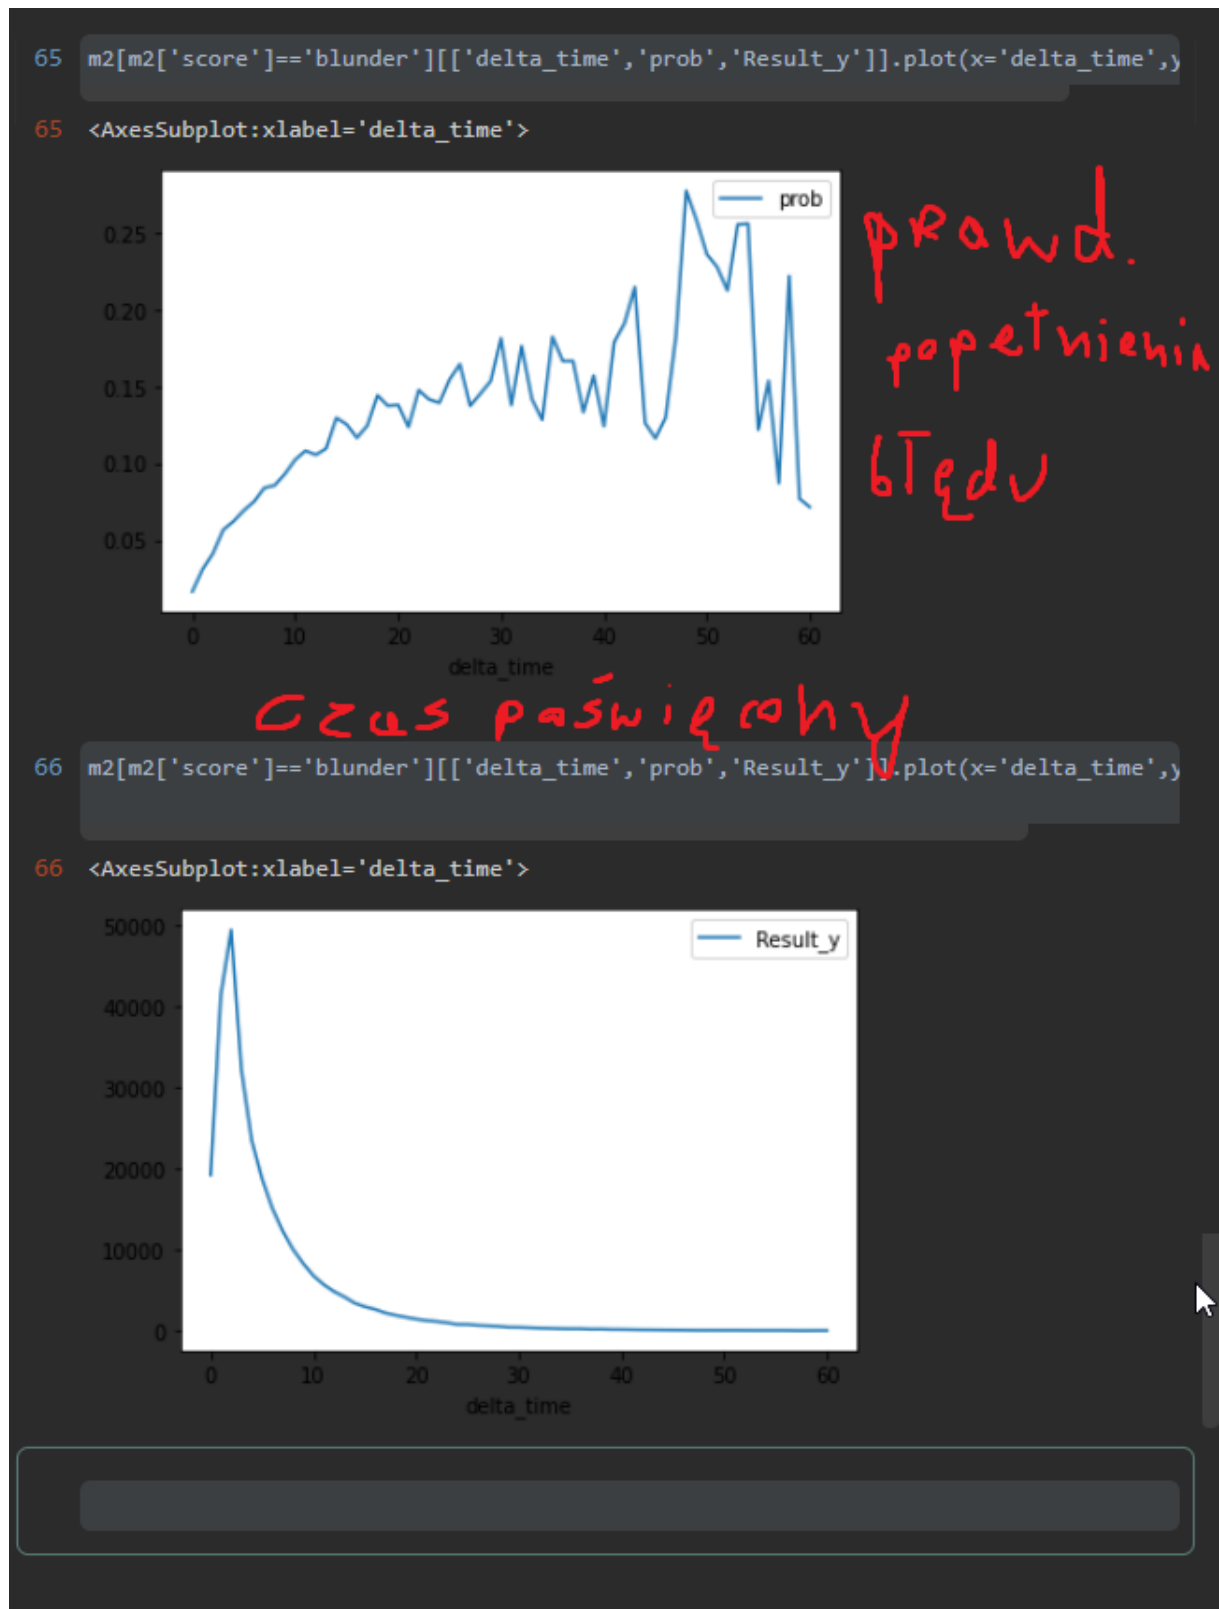 65 m2[m2['score']=='blunder'][['delta_time','prob','Result_y']].plot(x='delta_time',y
65 <AxesSubplot:xlabel='delta_time'>
prob
0.25
0.20
0.15
0.10
0.05
0 10 20 30 40 50 60
delta_time
prawd.
popełnienia
błędu
czas poświęcony
66 m2[m2['score']=='blunder'][['delta_time','prob','Result_y']].plot(x='delta_time',y
66 <AxesSubplot:xlabel='delta_time'>
Result_y
50000
40000
30000
20000
10000
0
0 10 20 30 40 50 60
delta_time